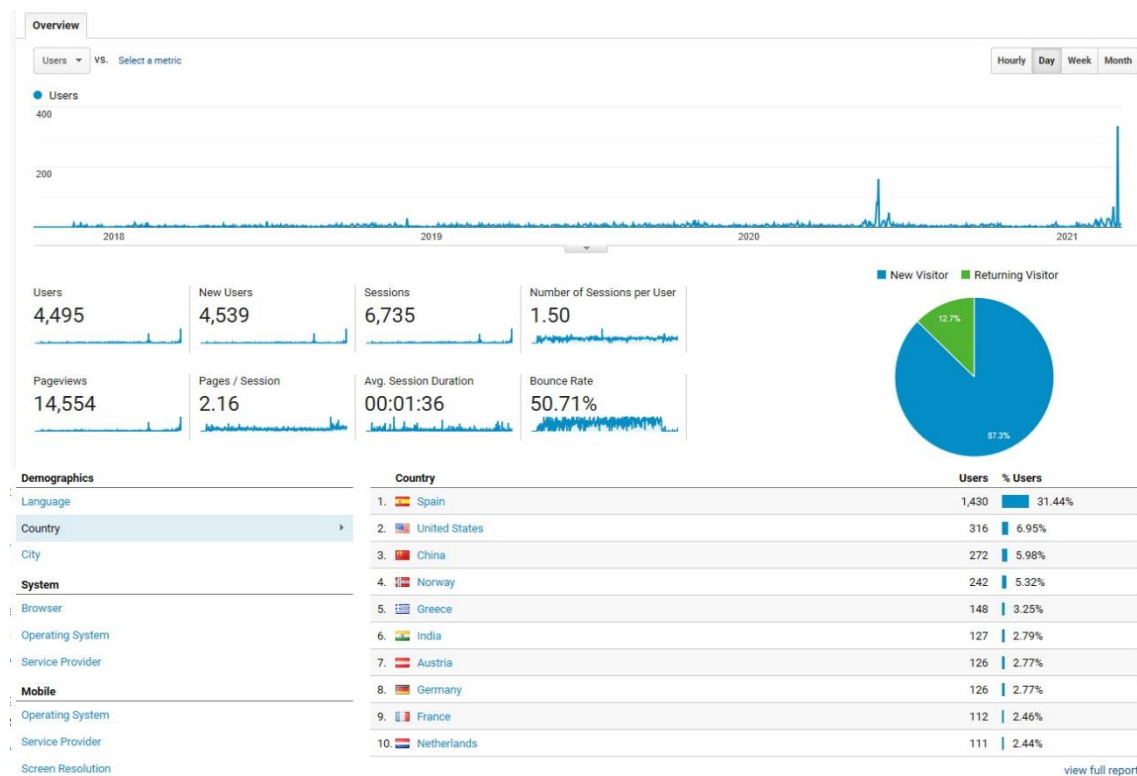 Overview
Users VS. Select a metric
Hourly Day Week Month
Users
400
200
2018 2019 2020 2021
New Visitor Returning Visitor
Users New Users Sessions Number of Sessions per User
4,495 4,539 6,735 1.50
12.7%
Pageviews Pages / Session Avg. Session Duration Bounce Rate
14,554 2.16 00:01:36 50.71%
87.3%
Demographics
Language
Country
City
System
Browser
Operating System
Service Provider
Mobile
Operating System
Service Provider
Screen Resolution
Country Users % Users
1. Spain 1,430 31.44%
2. United States 316 6.95%
3. China 272 5.98%
4. Norway 242 5.32%
5. Greece 148 3.25%
6. India 127 2.79%
7. Austria 126 2.77%
8. Germany 126 2.77%
9. France 112 2.46%
10. Netherlands 111 2.44%
view full report